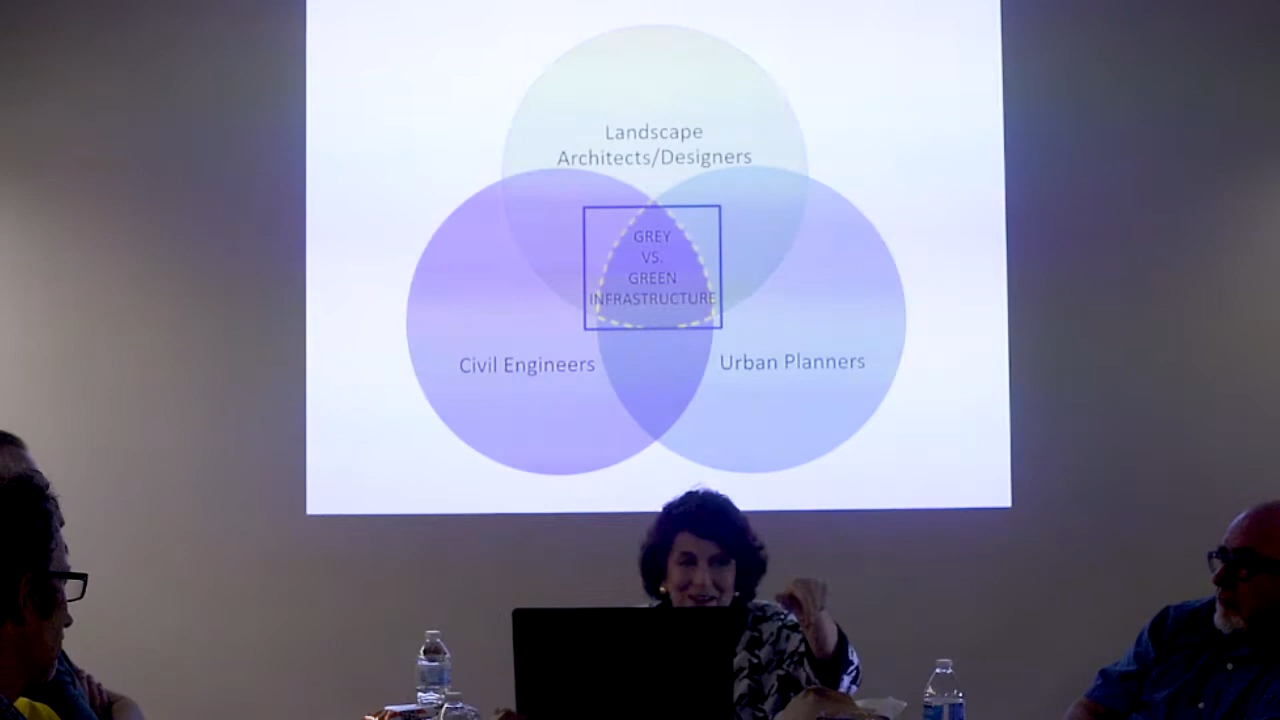 Landscape
Architects/Designers
GREY
VS.
GREEN
INFRASTRUCTURE
Civil Engineers
Urban Planners